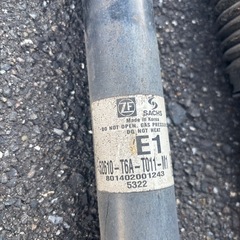 ZF SACHS
Made in Korea
DO NOT OPEN, GAS PRESSURE
DO NOT HEAT
E1
52610-T6A-T011-M1
801402001243
5322